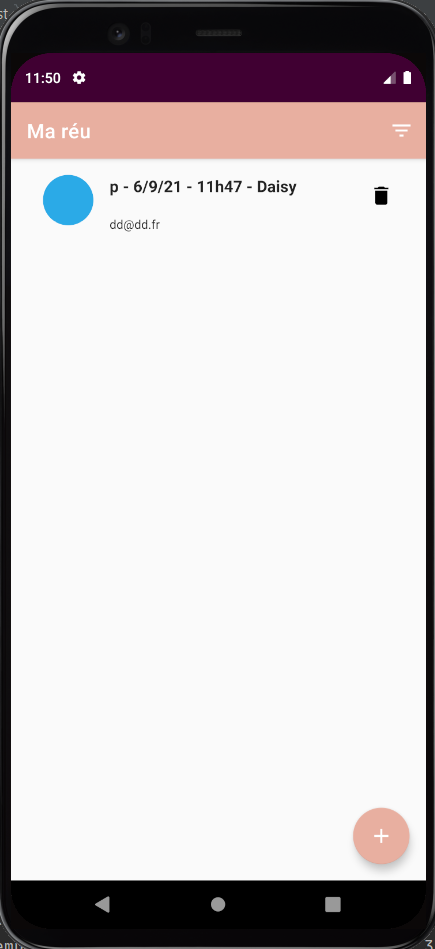 11:50
Ma réu
p - 6/9/21 - 11h47 - Daisy
dd@dd.fr